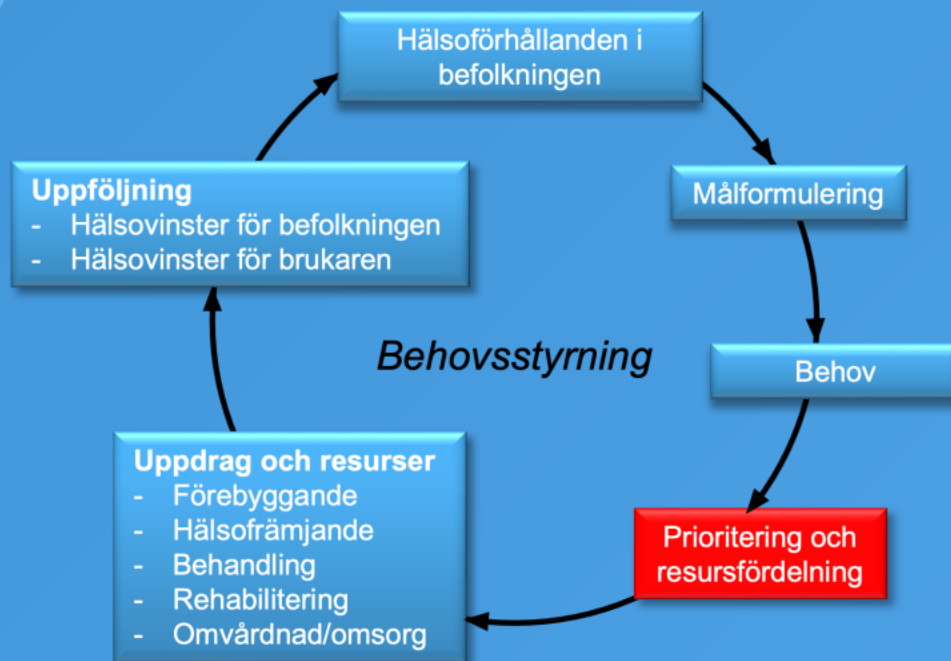 Hälsoförhållanden i
befolkningen
Målformulering
Behov
Prioritering och
resursfördelning
Uppdrag och resurser
- Förebyggande
- Hälsofrämjande
- Behandling
- Rehabilitering
- Omvårdnad/omsorg
Uppföljning
- Hälsovinster för befolkningen
- Hälsovinster för brukaren
Behovsstyrning